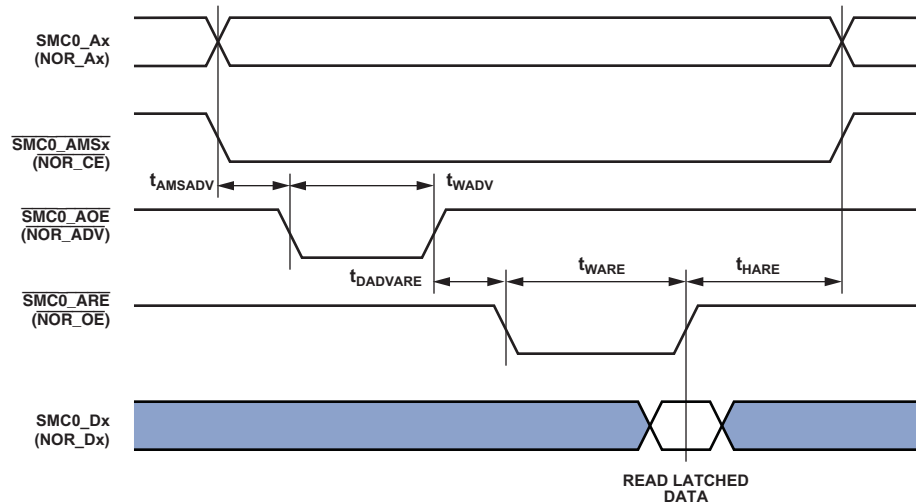 SMC0_Ax
(NOR_Ax)
SMC0_AMSx
(NOR_CE)
tAMSADV
tWADV
SMC0_AOE
(NOR_ADV)
tDADVARE
tWARE
tHARE
SMC0_ARE
(NOR_OE)
SMC0_Dx
(NOR_Dx)
READ LATCHED
DATA